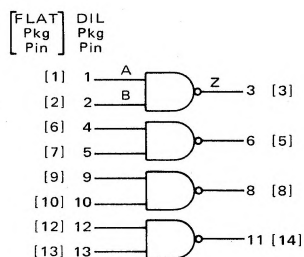 [FLAT Pkg Pin] DIL Pkg Pin
[1] 1 A
Z 3 [3]
[2] 2 B
[6] 4
6 [5]
[7] 5
[9] 9
8 [8]
[10] 10
[12] 12
11 [14]
[13] 13